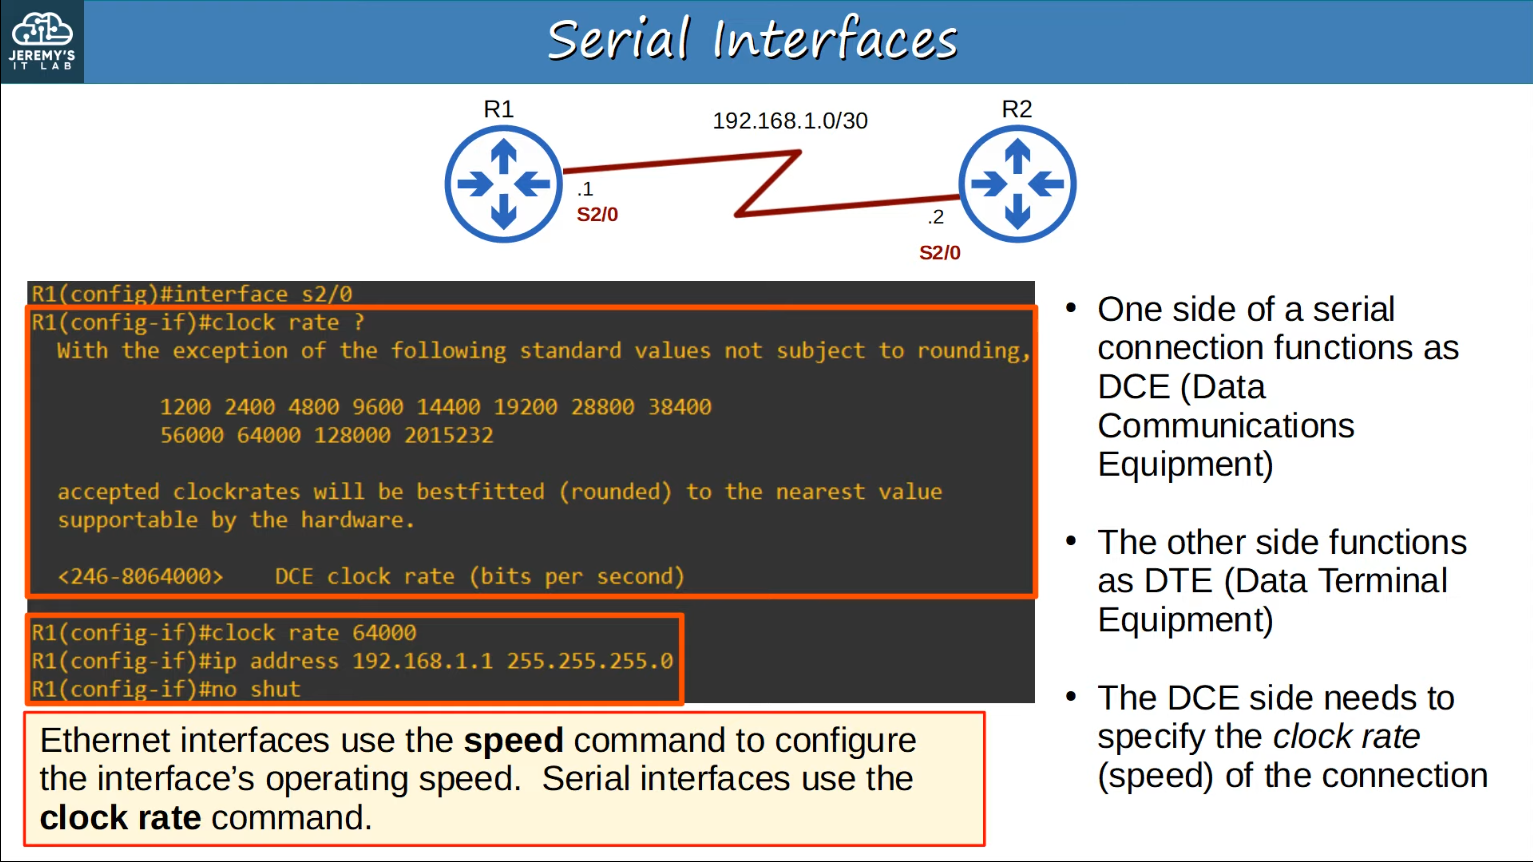 JEREMY'S
IT LAB
Serial Interfaces
R1
192.168.1.0/30
R2
.1
S2/0
.2
S2/0
R1(config)#interface s2/0
R1(config-if)#clock rate ?
With the exception of the following standard values not subject to rounding,
1200 2400 4800 9600 14400 19200 28800 38400
56000 64000 128000 2015232
accepted clockrates will be bestfitted (rounded) to the nearest value
supportable by the hardware.
<246-8064000> DCE clock rate (bits per second)
R1(config-if)#clock rate 64000
R1(config-if)#ip address 192.168.1.1 255.255.255.0
R1(config-if)#no shut
Ethernet interfaces use the speed command to configure
the interface's operating speed. Serial interfaces use the
clock rate command.
• One side of a serial
connection functions as
DCE (Data
Communications
Equipment)
• The other side functions
as DTE (Data Terminal
Equipment)
• The DCE side needs to
specify the clock rate
(speed) of the connection